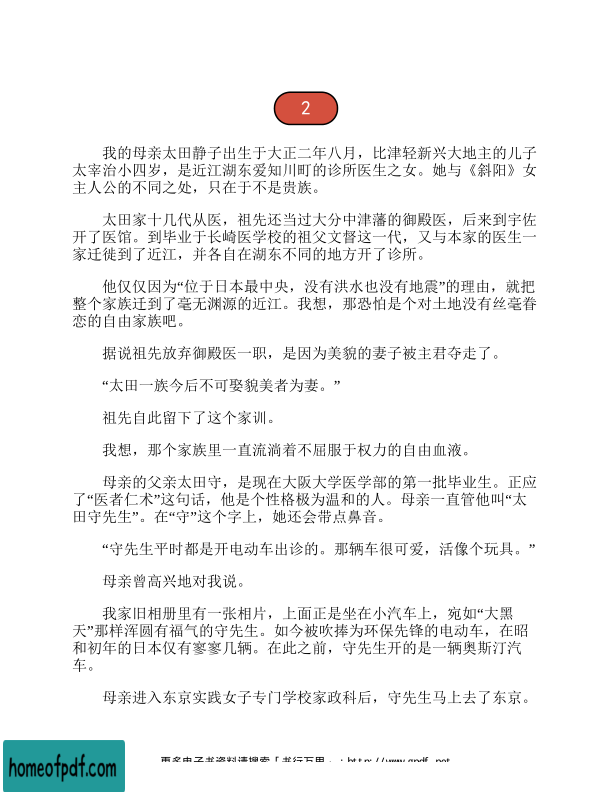 2
我的母亲太田静子出生于大正二年八月，比津轻新兴大地主的儿子
太宰治小四岁，是近江湖东爱知川町的诊所医生之女。她与《斜阳》女
主人公的不同之处，只在于不是贵族。
太田家十几代从医，祖先还当过大分中津藩的御殿医，后来到宇佐
开了医馆。到毕业于长崎医学校的祖父文督这一代，又与本家的医生一
家迁徙到了近江，并各自在湖东不同的地方开了诊所。
他仅仅因为“位于日本最中央，没有洪水也没有地震”的理由，就把
整个家族迁到了毫无渊源的近江。我想，那恐怕是个对土地没有丝毫眷
恋的自由家族吧。
据说祖先放弃御殿医一职，是因为美貌的妻子被主君夺走了。
“太田一族今后不可娶貌美者为妻。”
祖先自此留下了这个家训。
我想，那个家族里一直流淌着不屈服于权力的自由血液。
母亲的父亲太田守，是现在大阪大学医学部的第一批毕业生。正应
了“医者仁术”这句话，他是个性格极为温和的人。母亲一直管他叫“太
田守先生”。在“守”这个字上，她还会带点鼻音。
“守先生平时都是开电动车出诊的。那辆车很可爱，活像个玩具。”
母亲曾高兴地对我说。
我家旧相册里有一张相片，上面正是坐在小汽车上，宛如“大黑
天”那样浑圆有福气的守先生。如今被吹捧为环保先锋的电动车，在昭
和初年的日本仅有寥寥几辆。在此之前，守先生开的是一辆奥斯汀汽
车。
母亲进入东京实践女子专门学校家政科后，守先生马上去了东京。
更多电子书资料请搜索「书行万里」：http://www.gpdf.net
homeofpdf.com